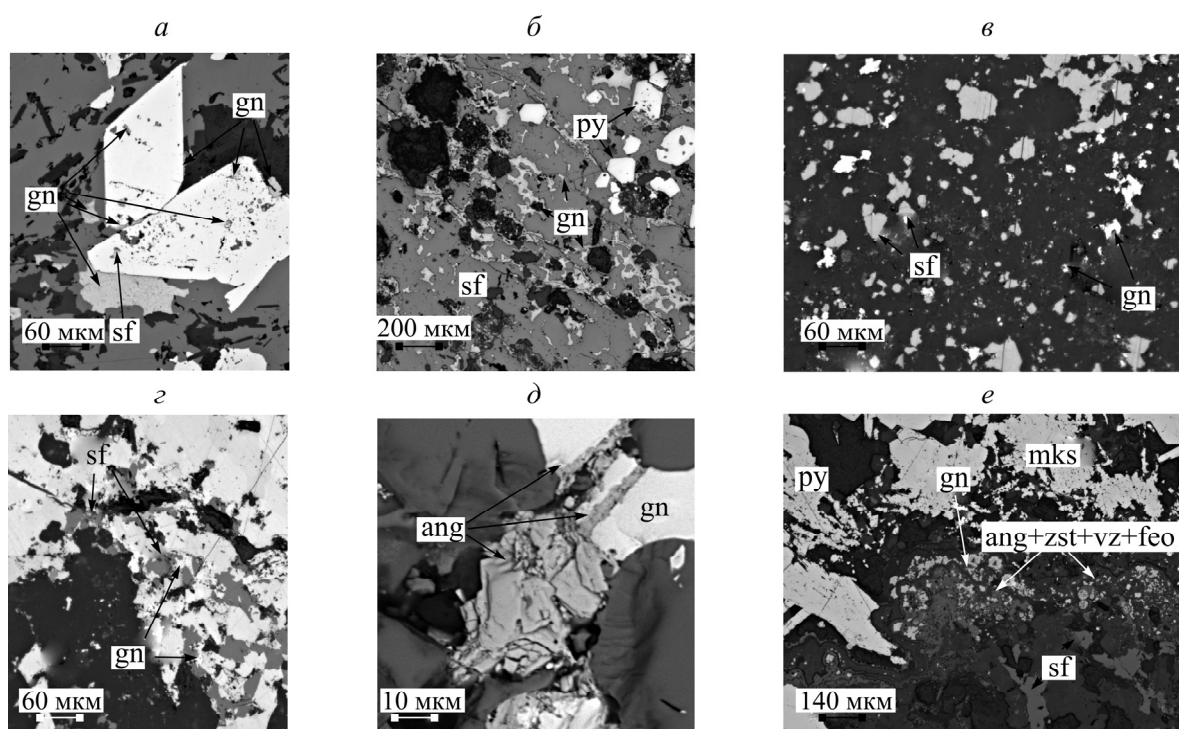 а
gn
gn
60 мкм
sf
б
py
gn
sf
200 мкм
в
sf
gn
60 мкм
г
sf
gn
60 мкм
д
ang
gn
10 мкм
е
py
gn
mks
ang+zst+vz+feo
sf
140 мкм